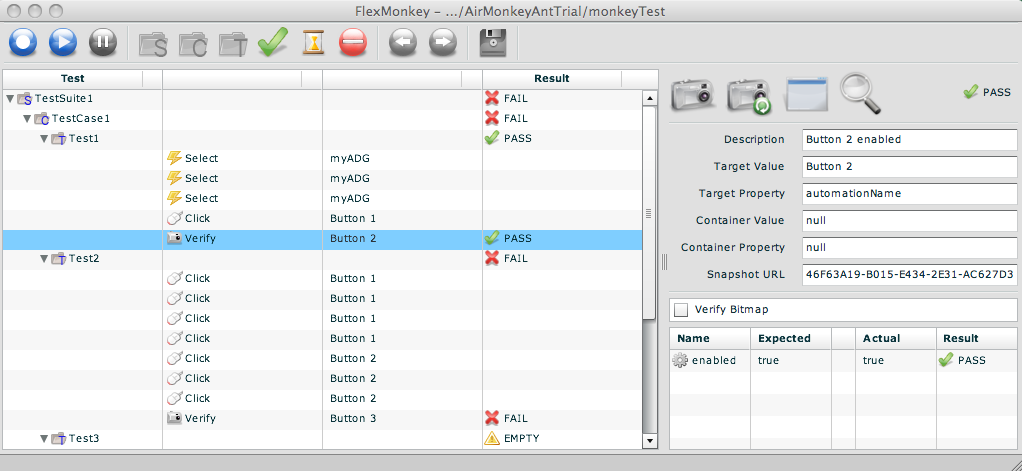 FlexMonkey – .../AirMonkeyAntTrial/monkeyTest
S C T
Test Result
TestSuite1 FAIL
TestCase1 FAIL
Test1 PASS
Select myADG
Select myADG
Select myADG
Click Button 1
Verify Button 2 PASS
Test2 FAIL
Click Button 1
Click Button 1
Click Button 1
Click Button 1
Click Button 2
Click Button 2
Click Button 2
Verify Button 3 FAIL
Test3 EMPTY
PASS
Description Button 2 enabled
Target Value Button 2
Target Property automationName
Container Value null
Container Property null
Snapshot URL 46F63A19-B015-E434-2E31-AC627D3
Verify Bitmap
Name Expected Actual Result
enabled true true PASS